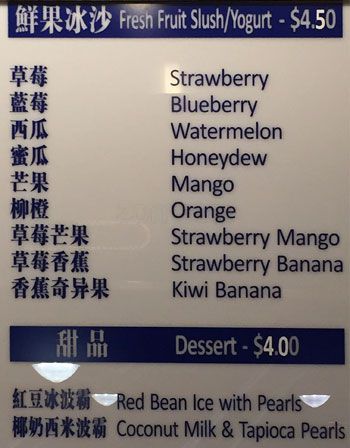 鮮果冰沙 Fresh Fruit Slush/Yogurt - $4.50
草莓 Strawberry
藍莓 Blueberry
西瓜 Watermelon
蜜瓜 Honeydew
芒果 Mango
柳橙 Orange
草莓芒果 Strawberry Mango
草莓香蕉 Strawberry Banana
香蕉奇异果 Kiwi Banana
甜品 Dessert - $4.00
紅豆冰波霸 Red Bean Ice with Pearls
椰奶西米波霸 Coconut Milk & Tapioca Pearls